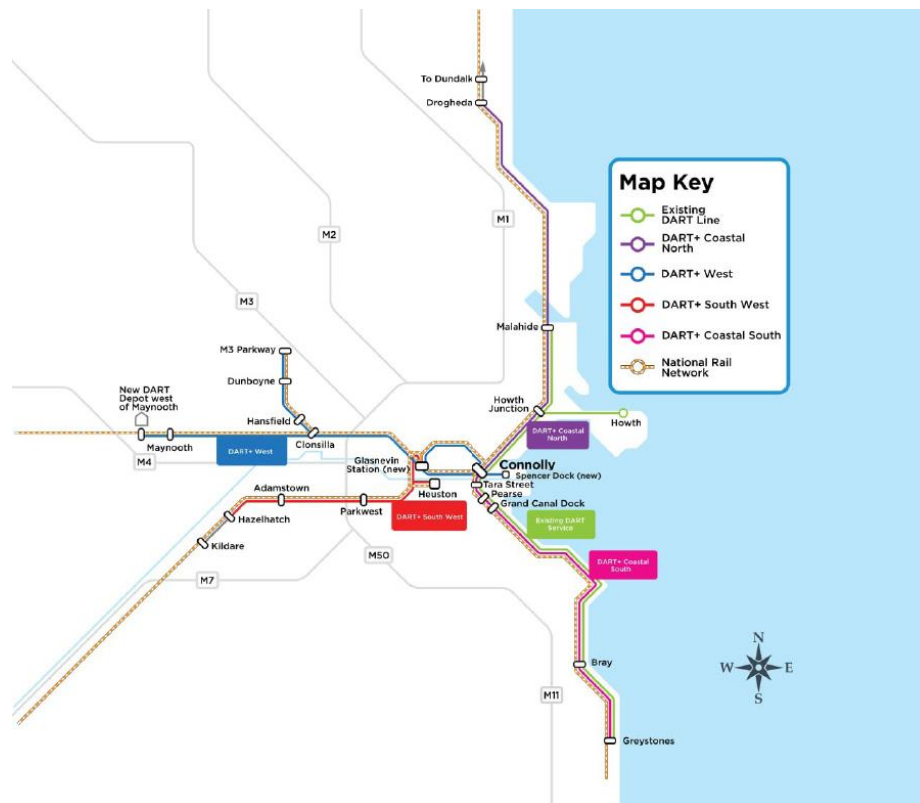 To Dundalk
Drogheda
M1
M2
M3
Map Key
Existing
DART Line
DART+ Coastal
North
DART+ West
DART+ South West
DART+ Coastal South
National Rail
Network
Malahide
M3 Parkway
Dunboyne
New DART
Depot west
of Maynooth
Hansfield
Howth
Junction
Howth
DART+ Coastal
North
Maynooth
Clonsilla
DART+ West
M4
Glasnevin
Station (new)
Connolly
Spencer Dock (new)
Tara Street
Pearse
Grand Canal Dock
Heuston
Adamstown
Parkwest
Hazelhatch
DART+ South West
Existing DART
Service
Kildare
M50
DART+ Coastal
South
M7
Bray
N
W
E
S
M11
Greystones